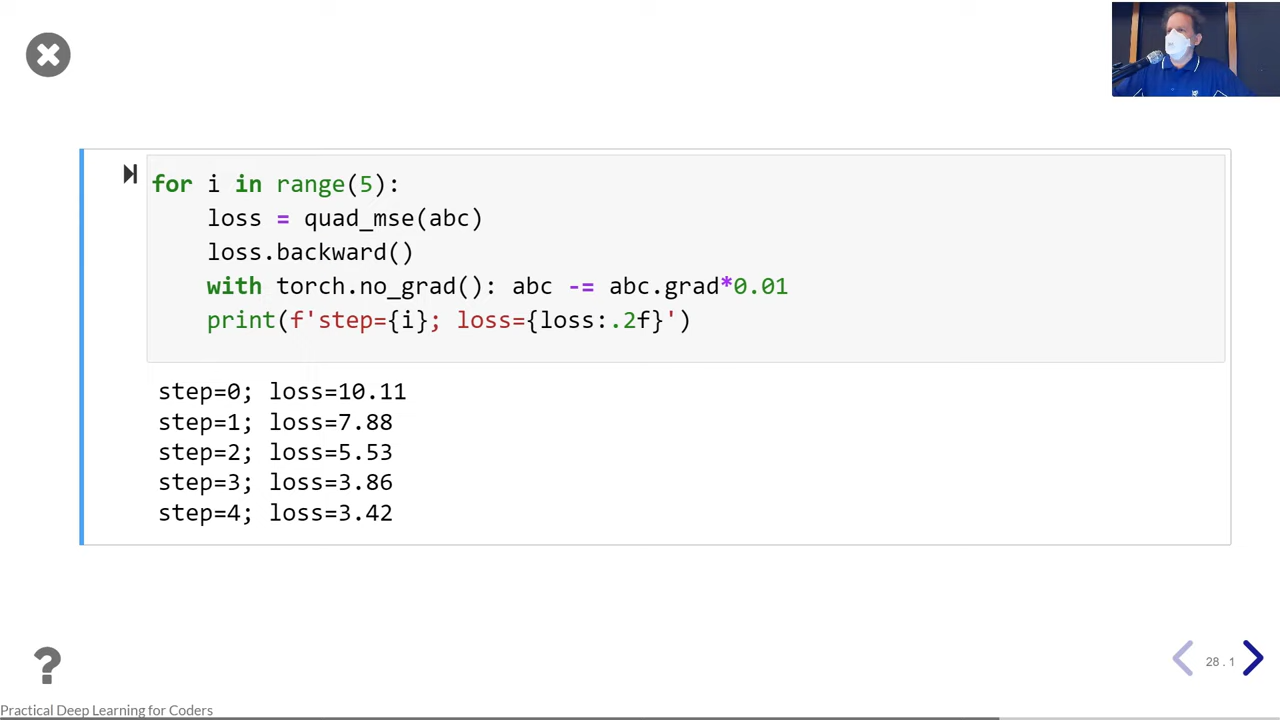 for i in range(5):
    loss = quad_mse(abc)
    loss.backward()
    with torch.no_grad(): abc -= abc.grad*0.01
    print(f'step={i}; loss={loss:.2f}')
step=0; loss=10.11
step=1; loss=7.88
step=2; loss=5.53
step=3; loss=3.86
step=4; loss=3.42
?
28 . 1
Practical Deep Learning for Coders